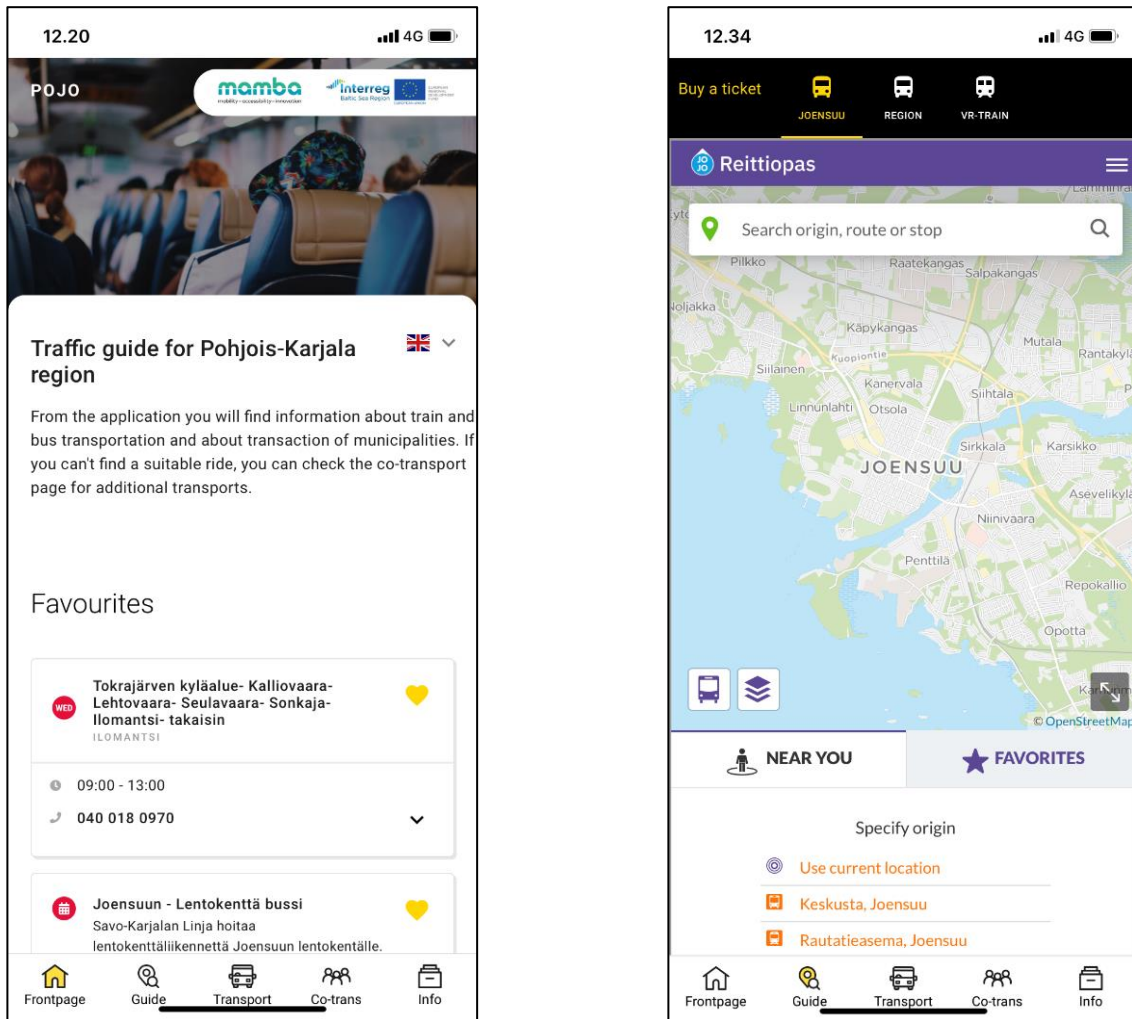 12.20
4G
POJO
mamba
mobility-accessibility-innovation
Interreg
Baltic Sea Region
Traffic guide for Pohjois-Karjala
region
From the application you will find information about train and
bus transportation and about transaction of municipalities. If
you can't find a suitable ride, you can check the co-transport
page for additional transports.
Favourites
WED
Tokrajärven kyläalue- Kalliovaara-
Lehtovaara- Seulavaara- Sonkaja-
Ilomantsi- takaisin
ILOMANTSI
09:00 - 13:00
040 018 0970
Joensuun - Lentokenttä bussi
Savo-Karjalan Linja hoitaa
lentokenttäliikennettä Joensuun lentokentälle.
Frontpage Guide Transport Co-trans Info
12.34
4G
Buy a ticket
JOENSUU REGION VR-TRAIN
JO
JO
Reittiopas
Search origin, route or stop
Pilkko
Raatekangas
Salpakangas
Käpykangas
Mutala
Kuopiontie
Rantakylä
Siilainen
Kanervala
Siihtala
Linnunlahti
Otsola
Sirkkala
Karsikko
JOENSUU
Asevelikylä
Niinivaara
Penttilä
Repokallio
Opotta
© OpenStreetMap
NEAR YOU
FAVORITES
Specify origin
Use current location
Keskusta, Joensuu
Rautatieasema, Joensuu
Frontpage Guide Transport Co-trans Info